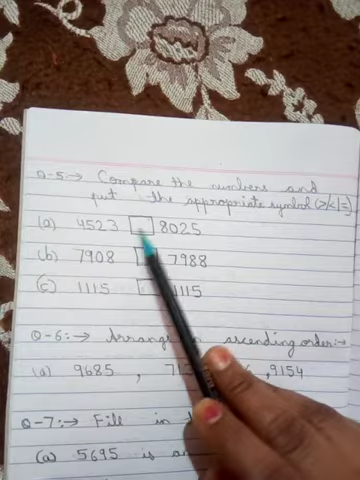 Q-5:→ Compare the numbers and
put the appropriate symbol (>/</=)
(a) 4523 8025
(b) 7908 7988
(c) 1115 1115
Q-6:→ Arrange in ascending order:→
(a) 9685 , , 9154
Q-7:→ Fill in
(a) 5695 is